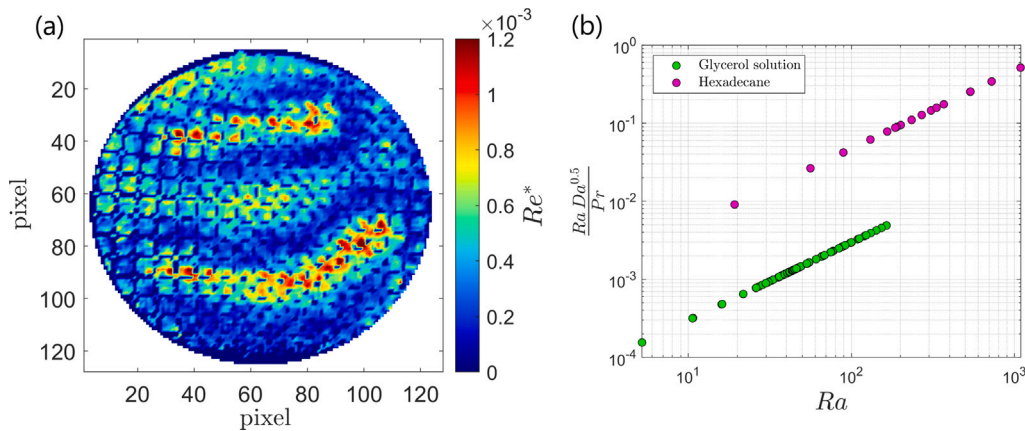 (a)
×10⁻³
20
40
60
80
100
120
pixel
20 40 60 80 100 120
pixel
1.2
1
0.8
0.6
0.4
0.2
0
Re*
(b)
Glycerol solution
Hexadecane
10⁰
10⁻¹
10⁻²
10⁻³
10⁻⁴
Ra Da⁰·⁵
Pr
10¹ 10² 10³
Ra